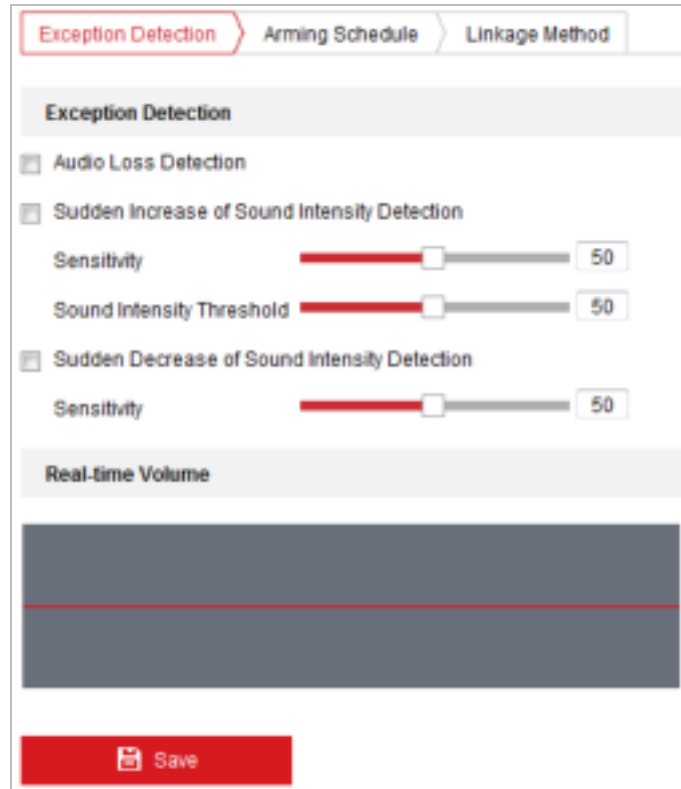 Exception Detection Arming Schedule Linkage Method
Exception Detection
Audio Loss Detection
Sudden Increase of Sound Intensity Detection
Sensitivity 50
Sound Intensity Threshold 50
Sudden Decrease of Sound Intensity Detection
Sensitivity 50
Real-time Volume
Save